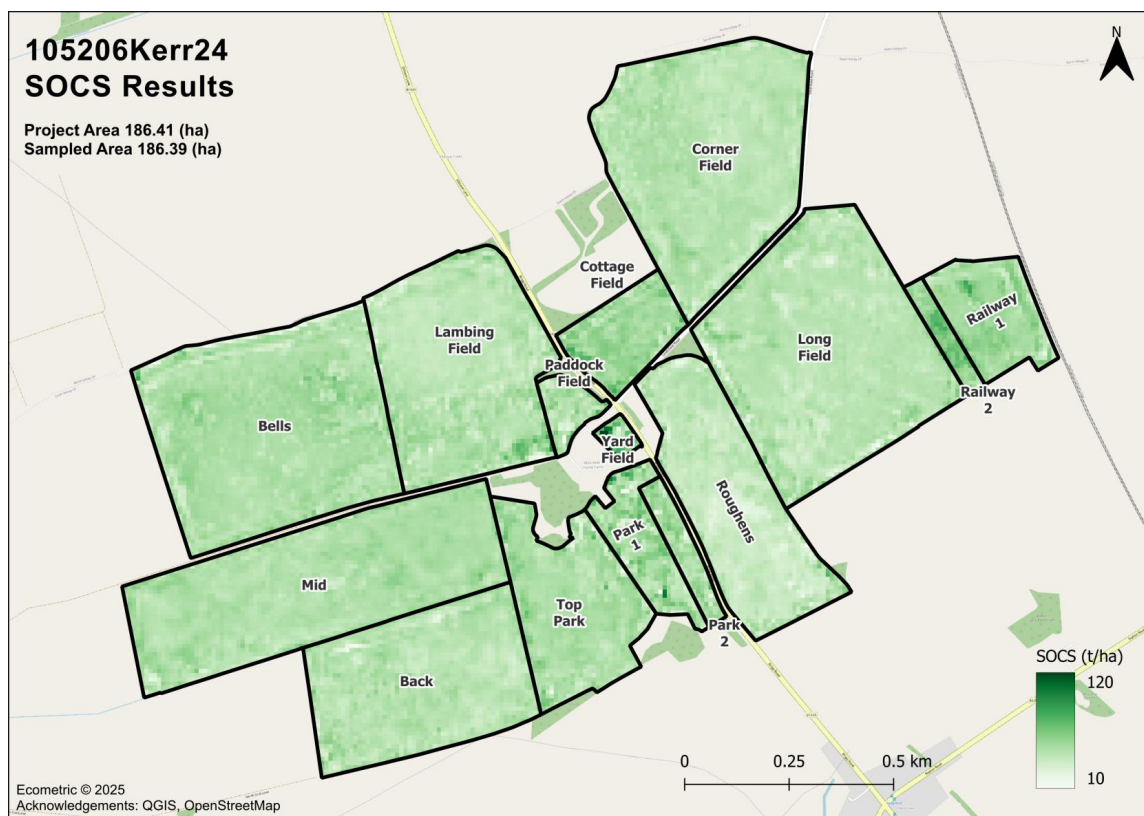 105206Kerr24
SOCS Results
Project Area 186.41 (ha)
Sampled Area 186.39 (ha)
N
Corner
Field
Cottage
Field
Lambing
Field
Long
Field
Railway
1
Railway
2
Paddock
Field
Bells
Yard
Field
Roughens
Park
1
Mid
Top
Park
Park
2
Back
SOCS (t/ha)
120
10
0
0.25
0.5 km
Ecometric © 2025
Acknowledgements: QGIS, OpenStreetMap